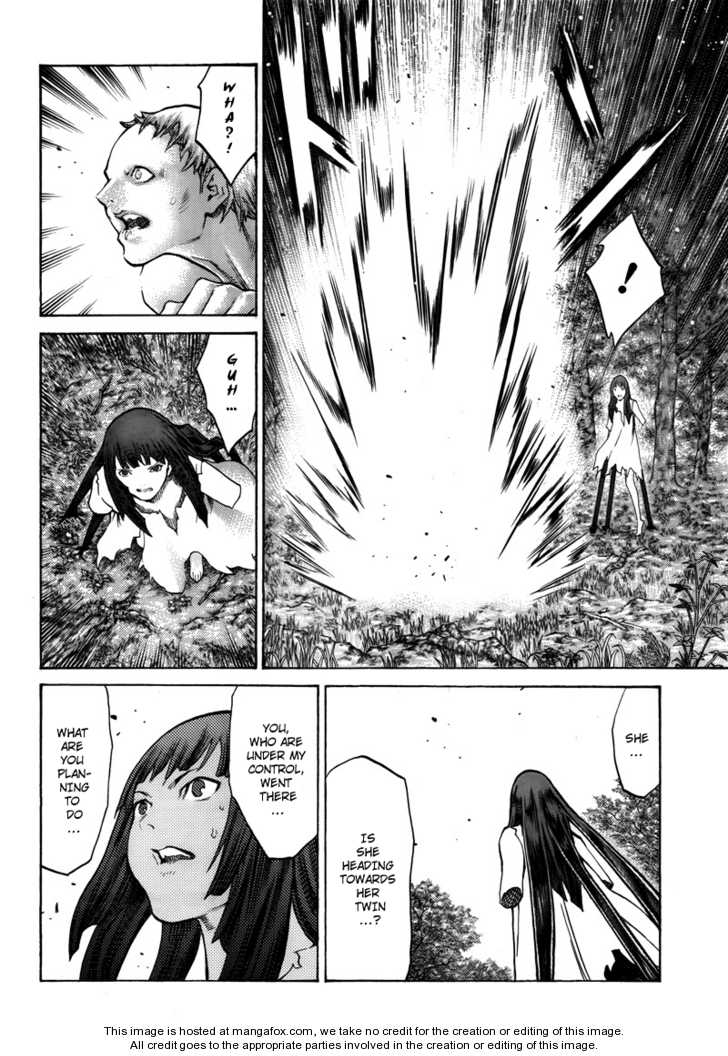 !
WHA?!
GUH
...
SHE
...
IS
SHE
HEADING
TOWARDS
HER
TWIN
...?
YOU,
WHO ARE
UNDER MY
CONTROL,
WENT
THERE
...
WHAT
ARE
YOU
PLAN-
NING
TO
DO
...
This image is hosted at mangafox.com, we take no credit for the creation or editing of this image.
All credit goes to the appropriate parties involved in the creation or editing of this image.